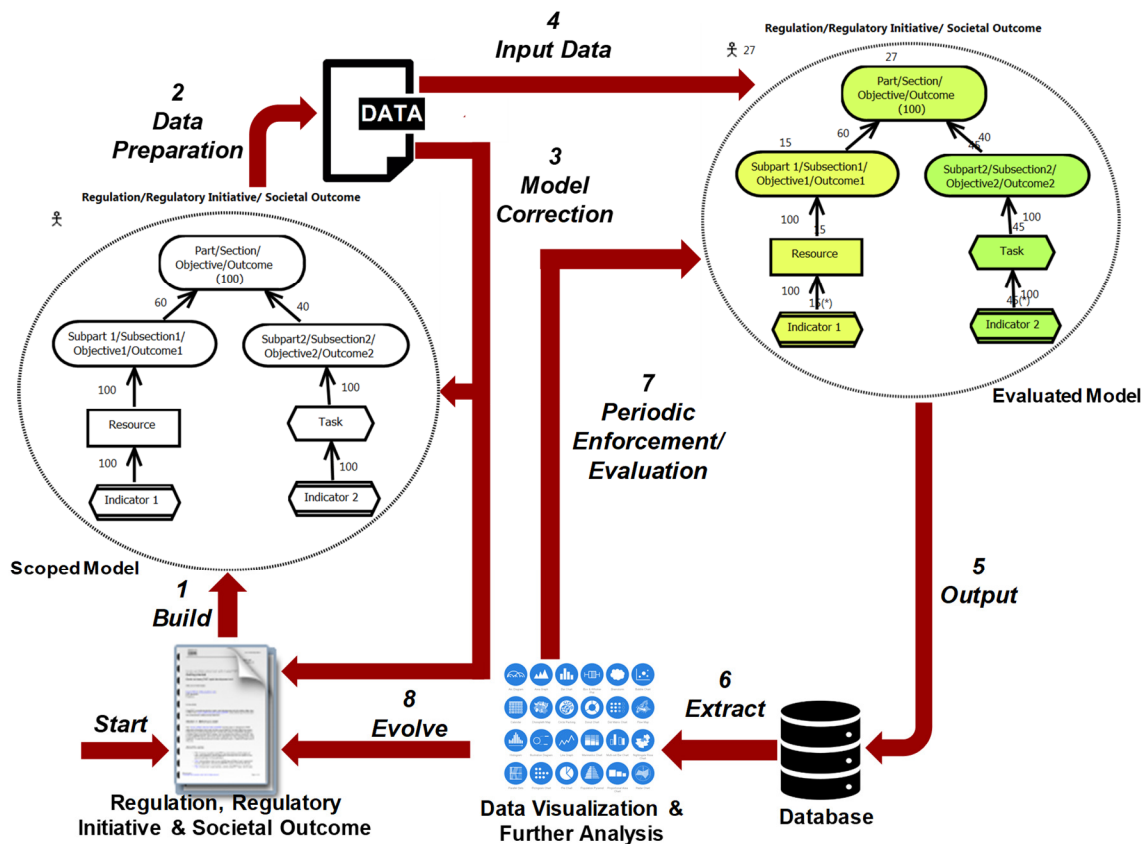 4
Input Data
Regulation/Regulatory Initiative/ Societal Outcome
27
27
Part/Section/
Objective/Outcome
(100)
60
40
15
45
Subpart 1/Subsection1/
Objective1/Outcome1
Subpart2/Subsection2/
Objective2/Outcome2
100
15
100
45
Resource
Task
100
15(*)
100
45(*)
Indicator 1
Indicator 2
Evaluated Model
2
Data
Preparation
DATA
3
Model
Correction
Regulation/Regulatory Initiative/ Societal Outcome
Part/Section/
Objective/Outcome
(100)
60
40
Subpart 1/Subsection1/
Objective1/Outcome1
Subpart2/Subsection2/
Objective2/Outcome2
100
100
Resource
Task
100
100
Indicator 1
Indicator 2
Scoped Model
7
Periodic
Enforcement/
Evaluation
5
Output
1
Build
Start
8
Evolve
6
Extract
Regulation, Regulatory
Initiative & Societal Outcome
Data Visualization &
Further Analysis
Database